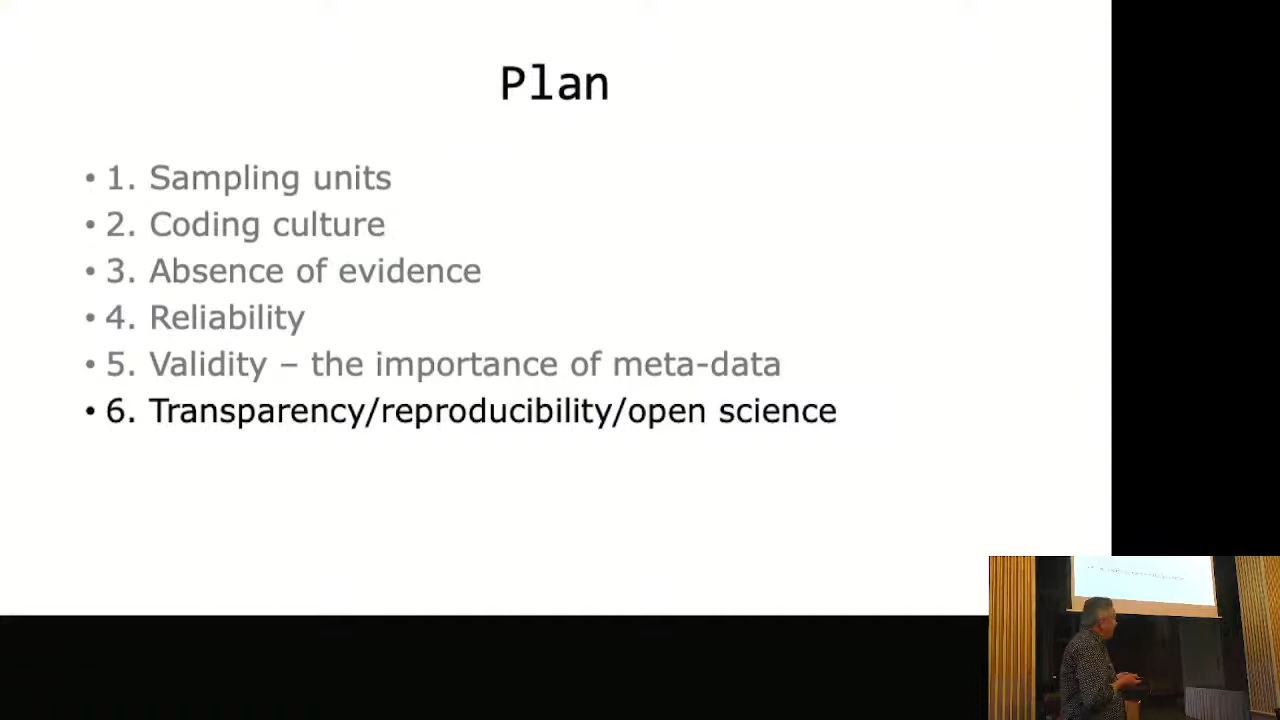 Plan
• 1. Sampling units
• 2. Coding culture
• 3. Absence of evidence
• 4. Reliability
• 5. Validity – the importance of meta-data
• 6. Transparency/reproducibility/open science